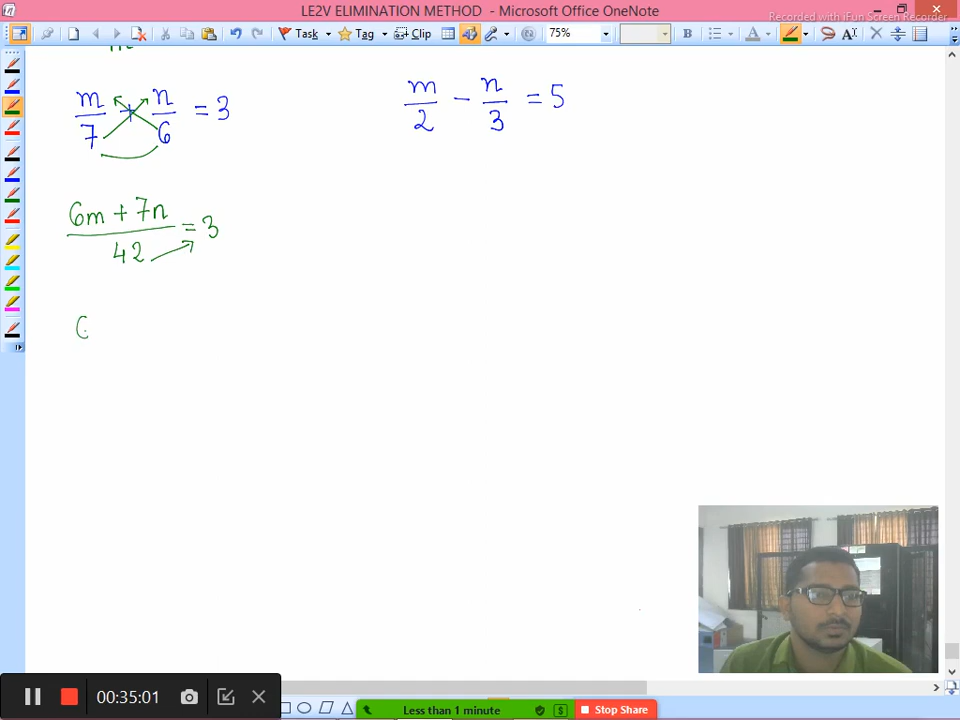 LE2V ELIMINATION METHOD - Microsoft Office OneNote
Recorded with iFun Screen Recorder
Task Tag Clip 75% B A
m/7 + n/6 = 3
m/2 - n/3 = 5
(6m + 7n)/42 = 3
6
00:35:01
Less than 1 minute
Stop Share